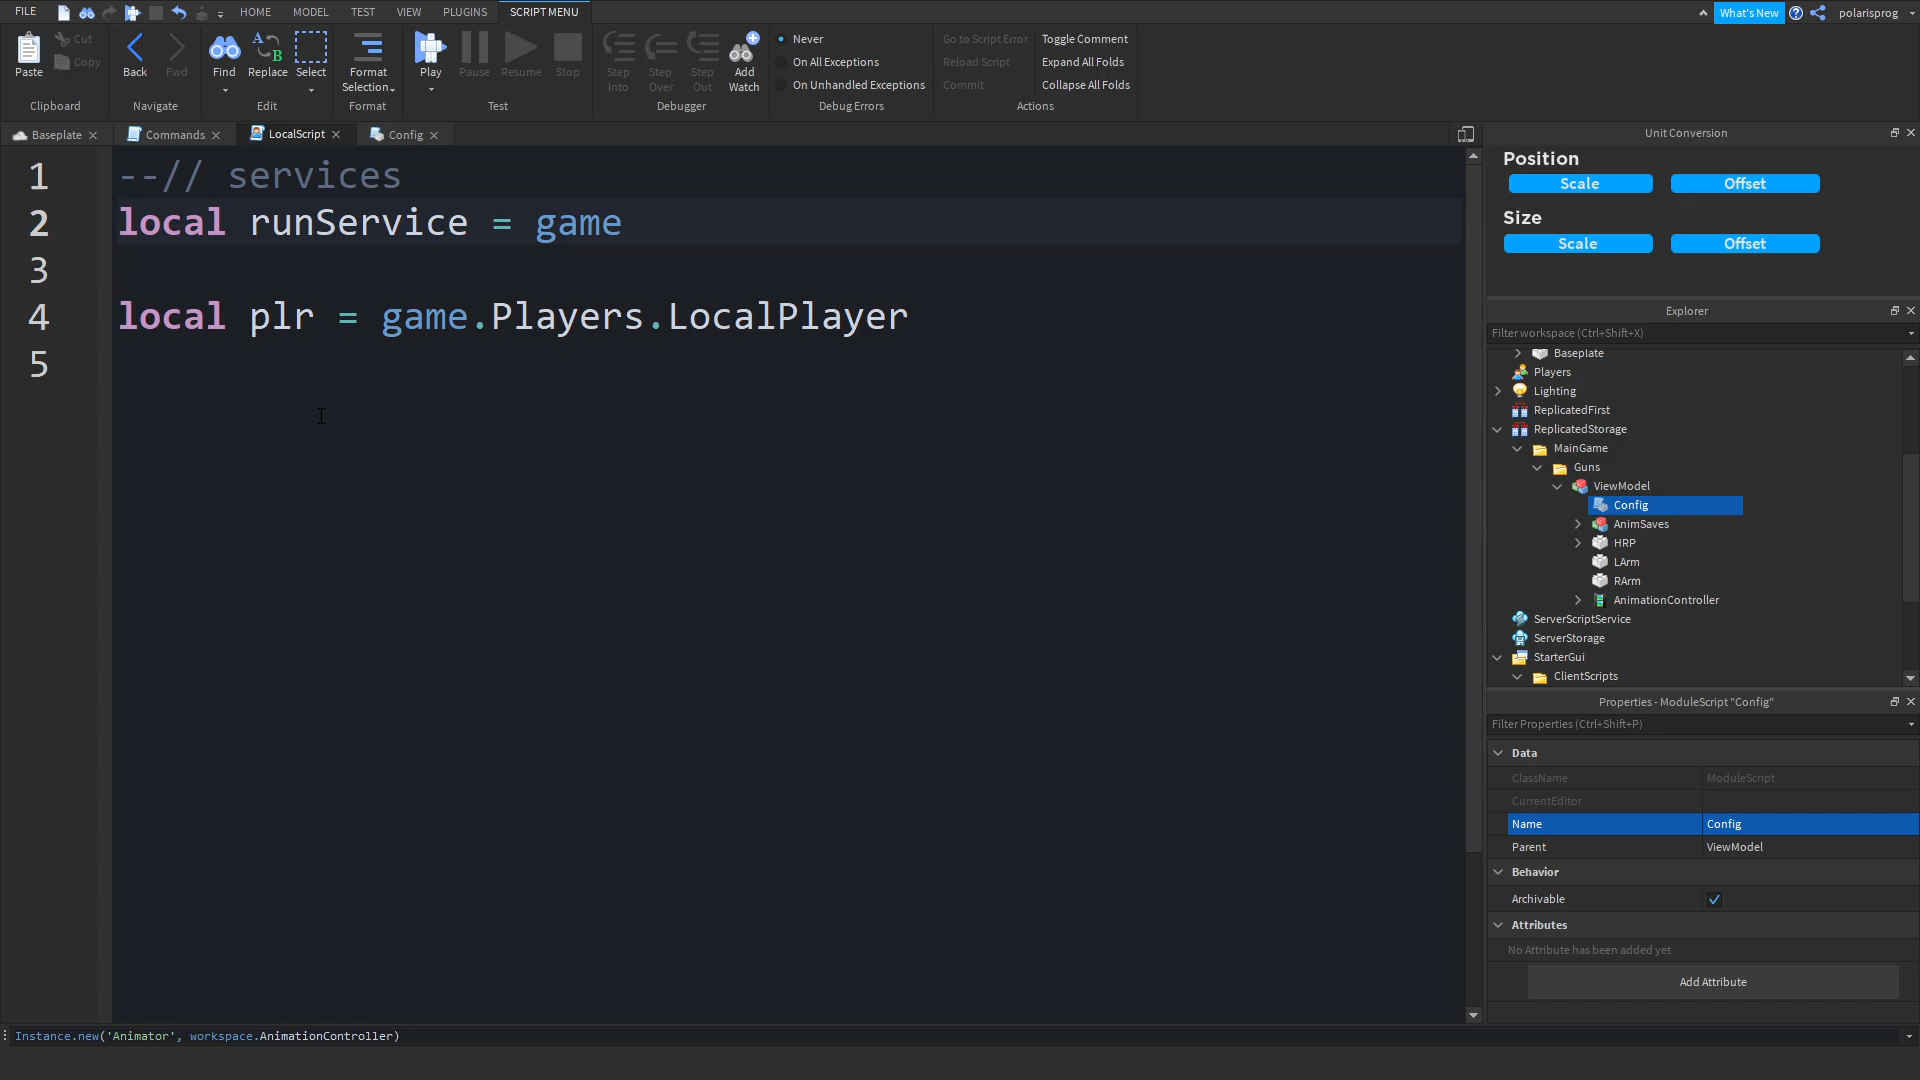 FILE HOME MODEL TEST VIEW PLUGINS SCRIPT MENU What's New polarisprog
Paste Cut Copy Clipboard
Back Fwd Navigate
Find Replace Select Edit
Format Selection Format
Play Pause Resume Stop Test
Step Into Step Over Step Out Add Watch Debugger
Never
On All Exceptions
On Unhandled Exceptions
Debug Errors
Go to Script Error Toggle Comment
Reload Script Expand All Folds
Commit Collapse All Folds
Actions
Baseplate Commands LocalScript Config
1 --// services
2 local runService = game
3
4 local plr = game.Players.LocalPlayer
5
Unit Conversion
Position
Scale Offset
Size
Scale Offset
Explorer
Filter workspace (Ctrl+Shift+X)
Baseplate
Players
Lighting
ReplicatedFirst
ReplicatedStorage
MainGame
Guns
ViewModel
Config
AnimSaves
HRP
LArm
RArm
AnimationController
ServerScriptService
ServerStorage
StarterGui
ClientScripts
Properties - ModuleScript "Config"
Filter Properties (Ctrl+Shift+P)
Data
ClassName ModuleScript
CurrentEditor
Name Config
Parent ViewModel
Behavior
Archivable
Attributes
No Attribute has been added yet
Add Attribute
Instance.new('Animator', workspace.AnimationController)